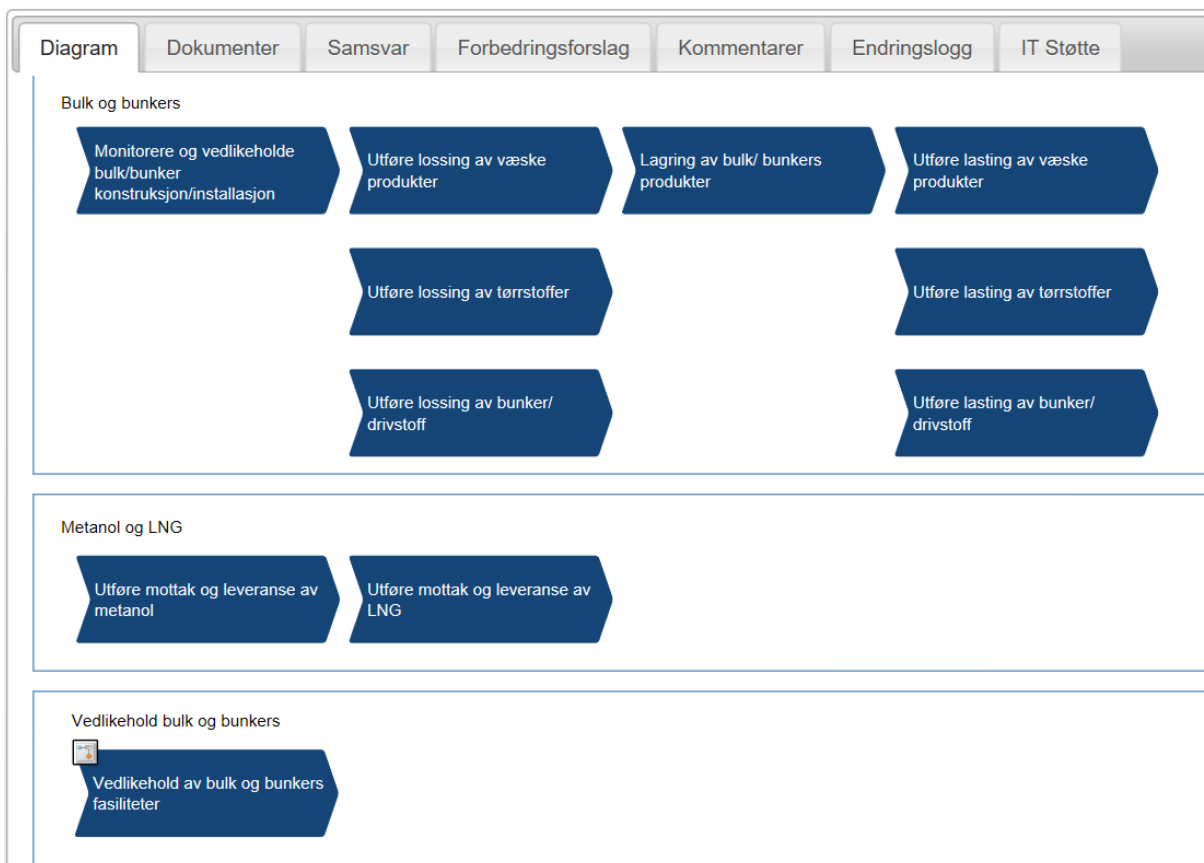 Diagram Dokumenter Samsvar Forbedringsforslag Kommentarer Endringslogg IT Støtte
Bulk og bunkers
Monitorere og vedlikeholde
bulk/bunker
konstruksjon/installasjon
Utføre lossing av væske
produkter
Lagring av bulk/ bunkers
produkter
Utføre lasting av væske
produkter
Utføre lossing av tørrstoffer
Utføre lasting av tørrstoffer
Utføre lossing av bunker/
drivstoff
Utføre lasting av bunker/
drivstoff
Metanol og LNG
Utføre mottak og leveranse av
metanol
Utføre mottak og leveranse av
LNG
Vedlikehold bulk og bunkers
Vedlikehold av bulk og bunkers
fasiliteter